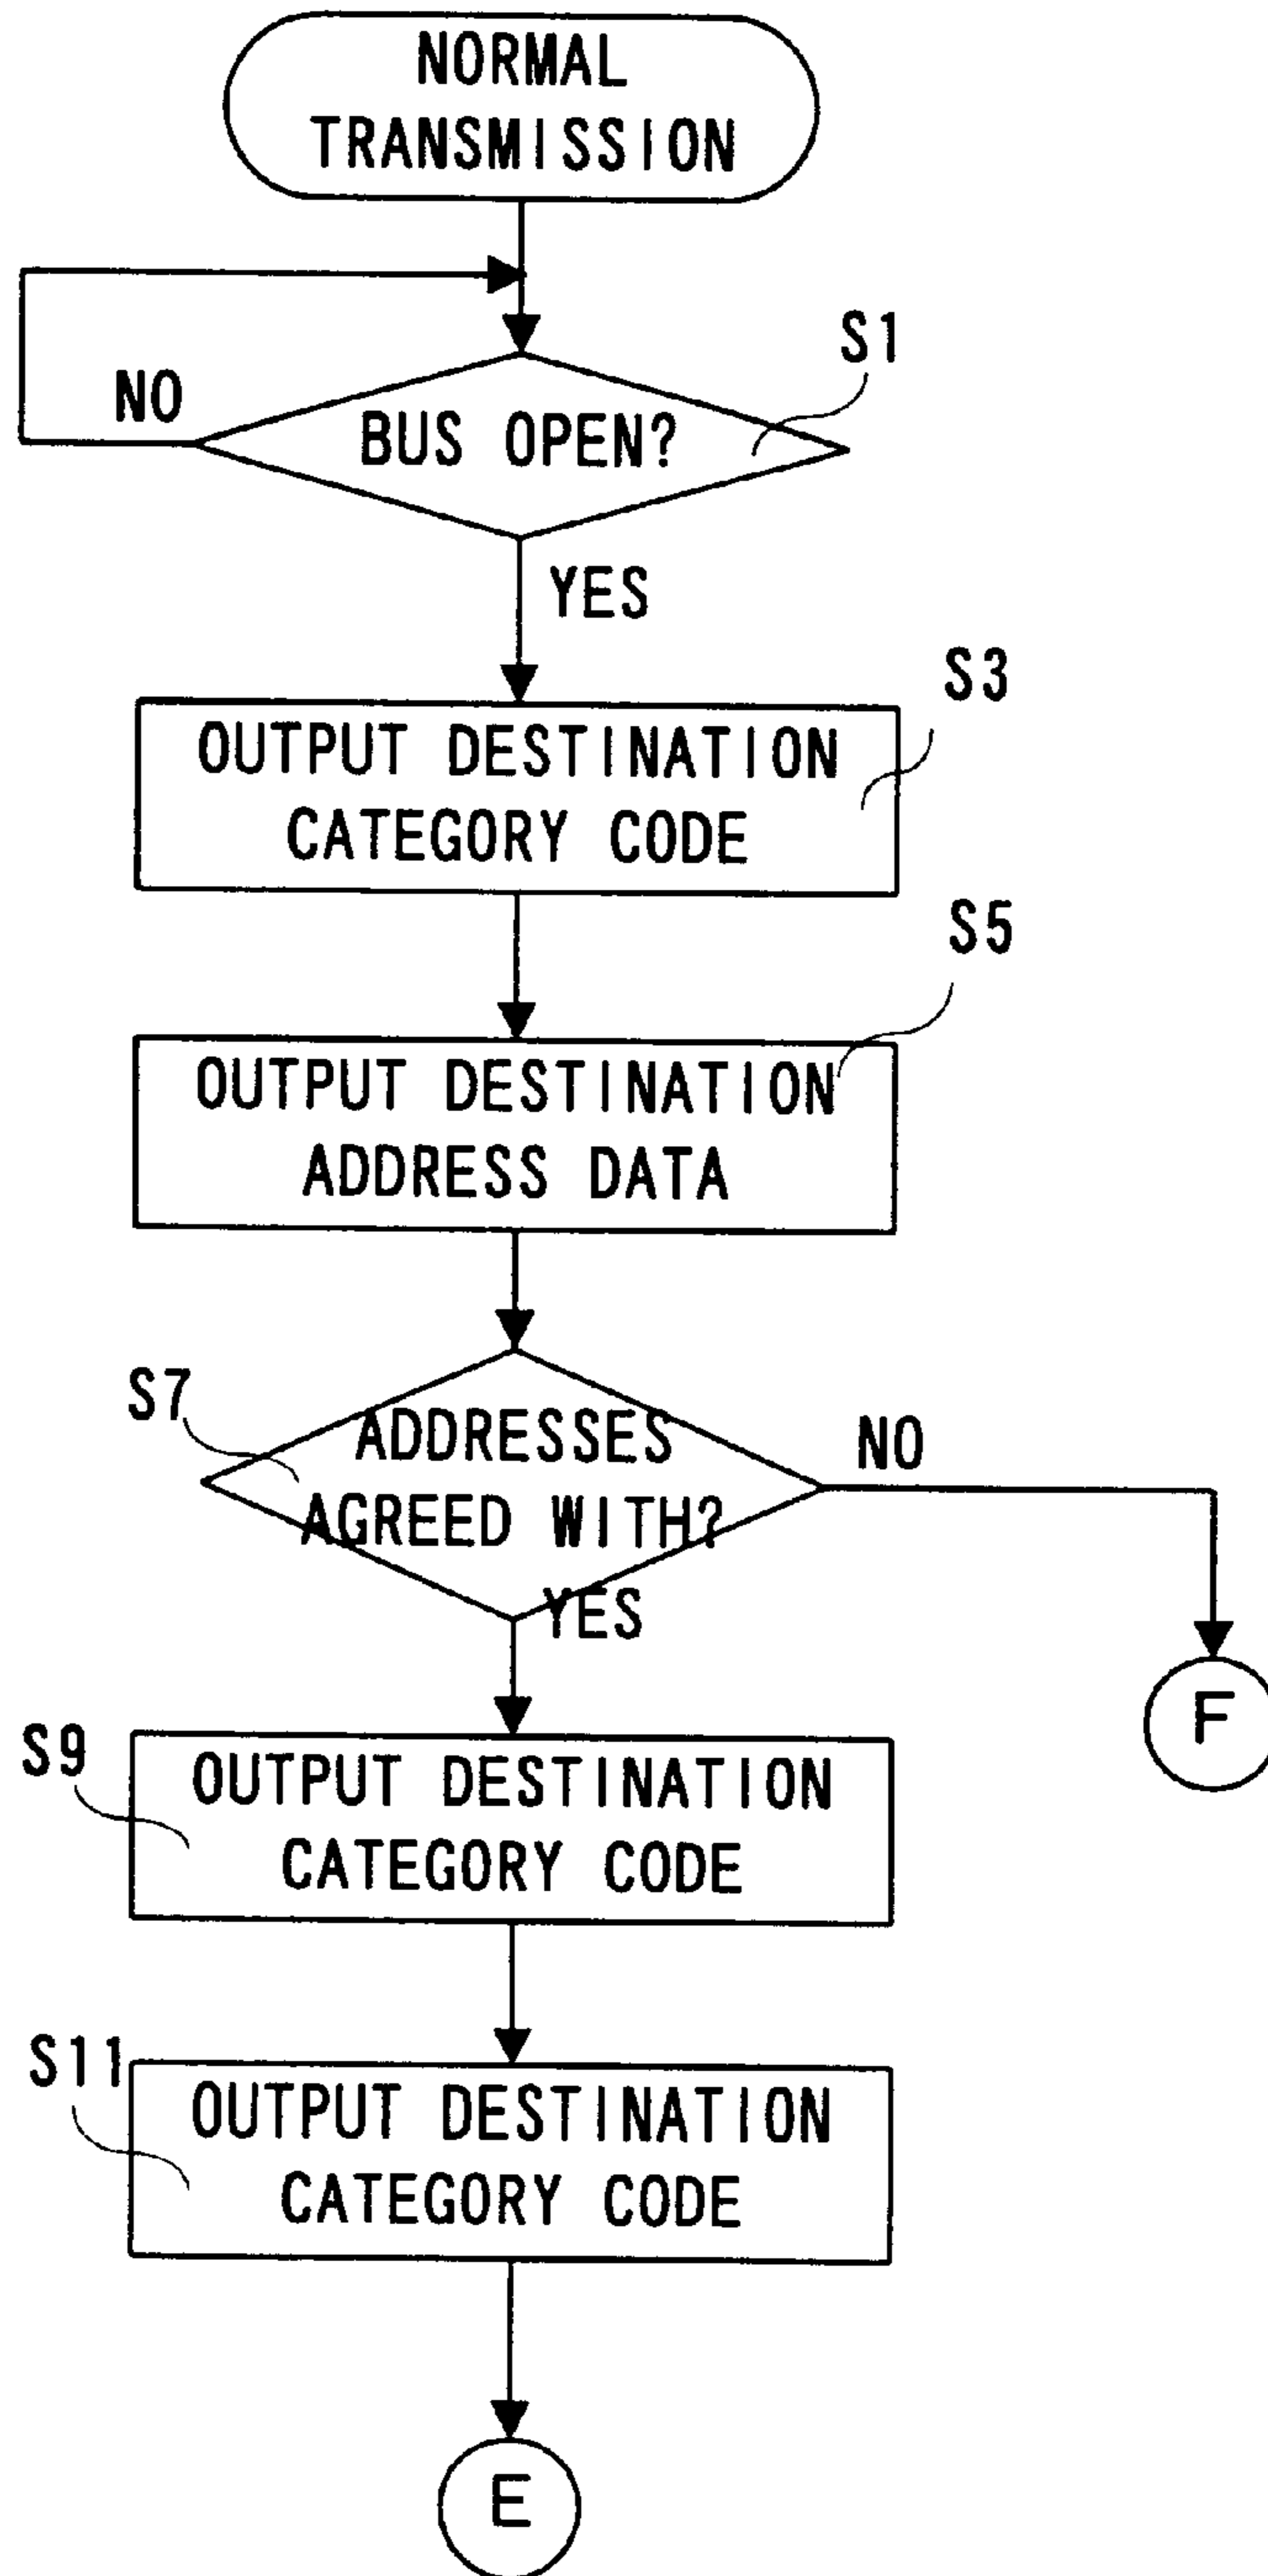 NORMAL
TRANSMISSION
S1
NO
BUS OPEN?
YES
S3
OUTPUT DESTINATION
CATEGORY CODE
S5
OUTPUT DESTINATION
ADDRESS DATA
S7
ADDRESSES
AGREED WITH?
NO
YES
F
S9
OUTPUT DESTINATION
CATEGORY CODE
S11
OUTPUT DESTINATION
CATEGORY CODE
E